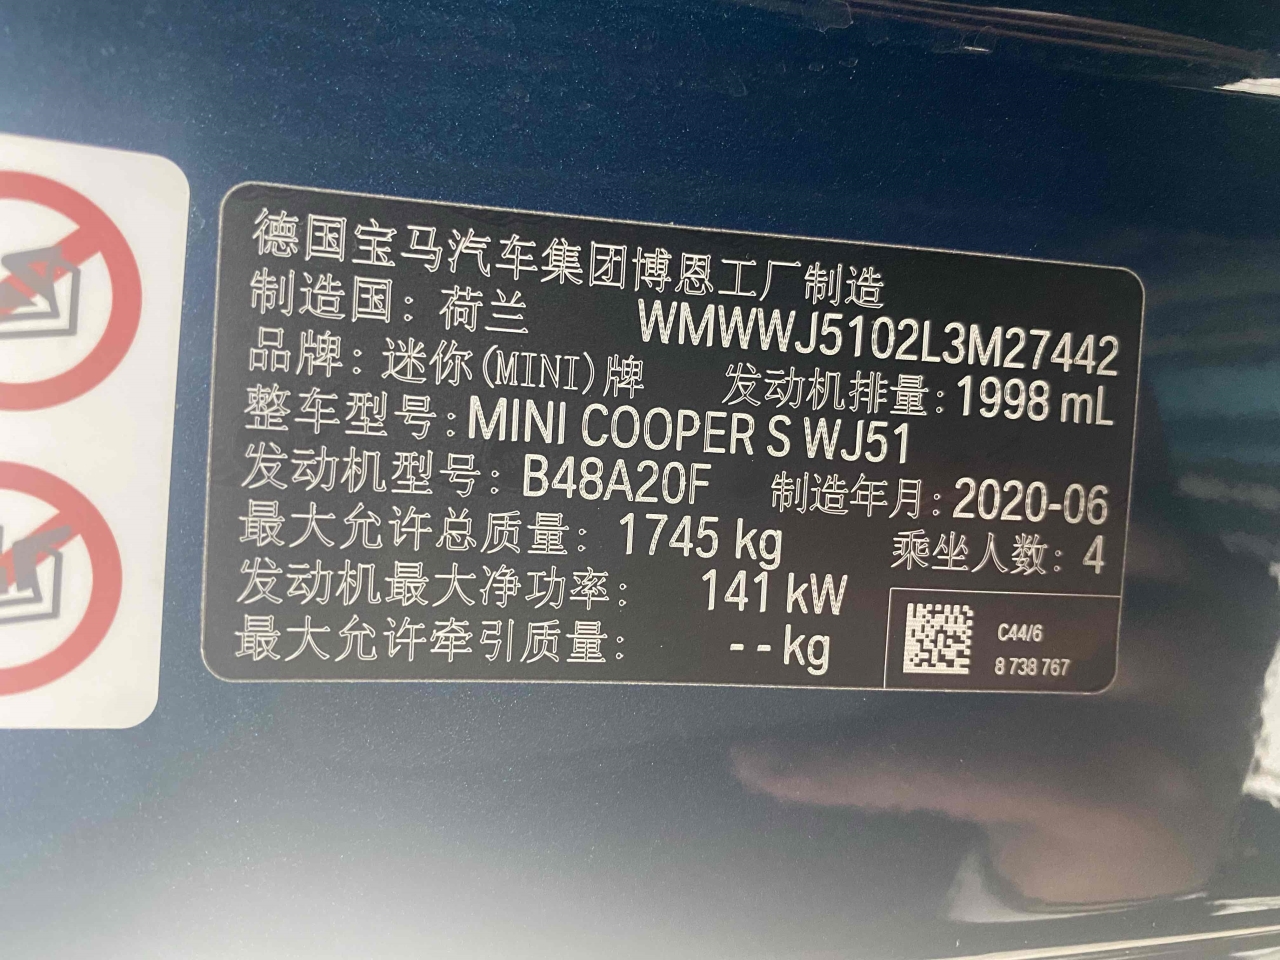 德国宝马汽车集团博恩工厂制造
制造国：荷兰 WMWWJ5102L3M27442
品牌：迷你(MINI)牌 发动机排量：1998 mL
整车型号：MINI COOPER S WJ51
发动机型号：B48A20F 制造年月：2020-06
最大允许总质量：1745 kg 乘坐人数：4
发动机最大净功率： 141 kW
最大允许牵引质量： --kg
C44/6
8 738 767